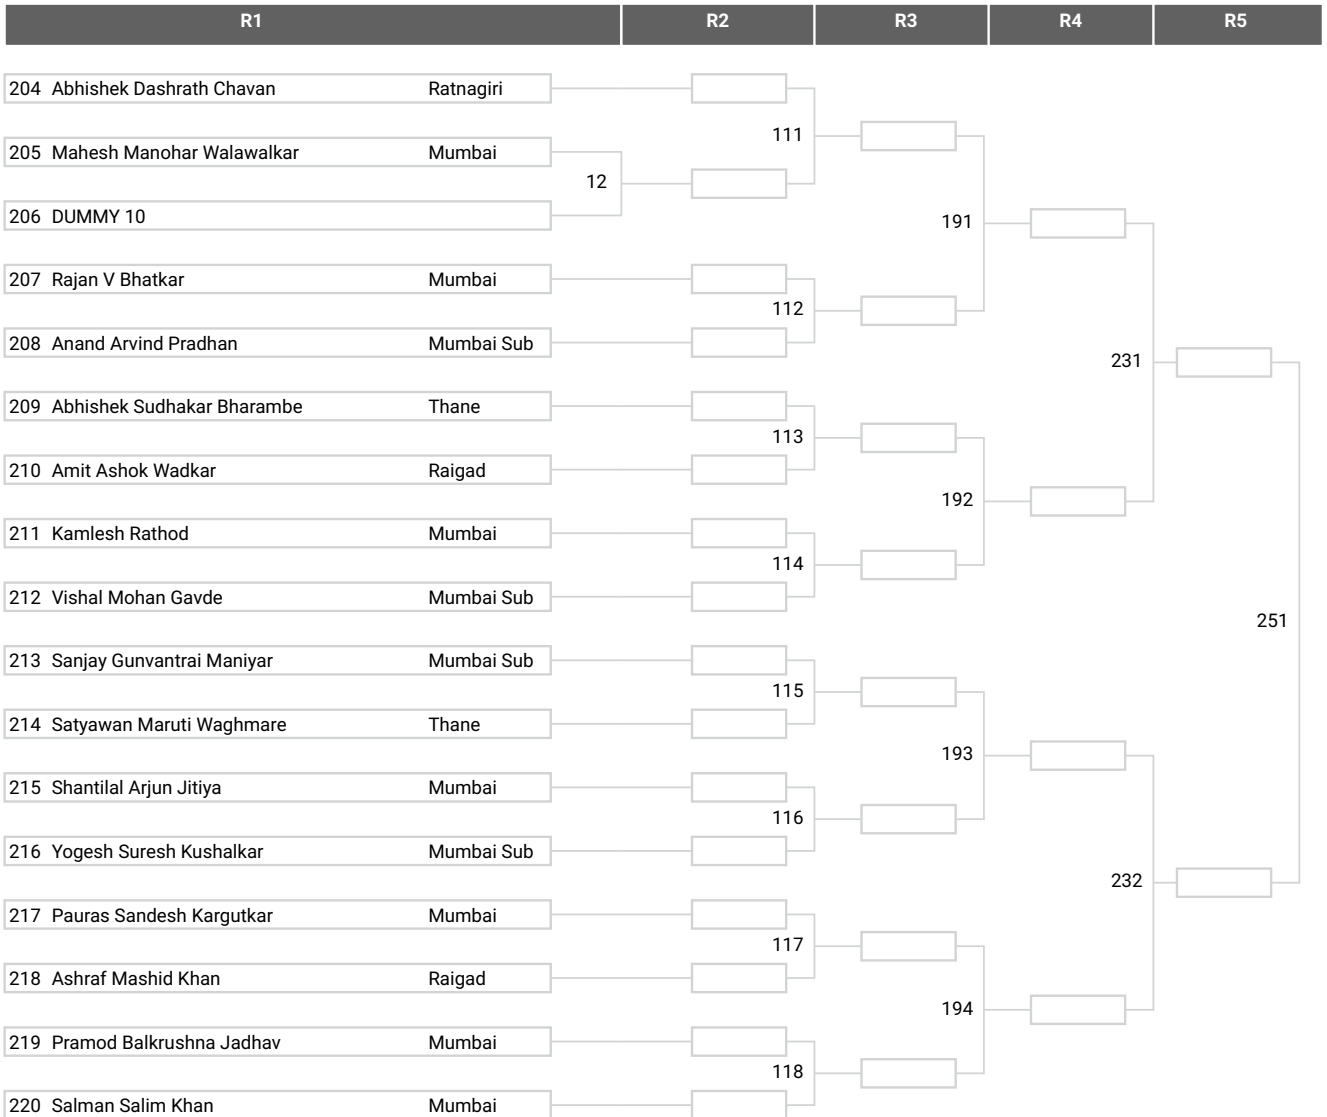 R1 R2 R3 R4 R5
204 Abhishek Dashrath Chavan Ratnagiri
111
205 Mahesh Manohar Walawalkar Mumbai
12
206 DUMMY 10
191
207 Rajan V Bhatkar Mumbai
112
208 Anand Arvind Pradhan Mumbai Sub
231
209 Abhishek Sudhakar Bharambe Thane
113
210 Amit Ashok Wadkar Raigad
192
211 Kamlesh Rathod Mumbai
114
212 Vishal Mohan Gavde Mumbai Sub
251
213 Sanjay Gunvantrai Maniyar Mumbai Sub
115
214 Satyawan Maruti Waghmare Thane
193
215 Shantilal Arjun Jitiya Mumbai
116
216 Yogesh Suresh Kushalkar Mumbai Sub
232
217 Pauras Sandesh Kargutkar Mumbai
117
218 Ashraf Mashid Khan Raigad
194
219 Pramod Balkrushna Jadhav Mumbai
118
220 Salman Salim Khan Mumbai